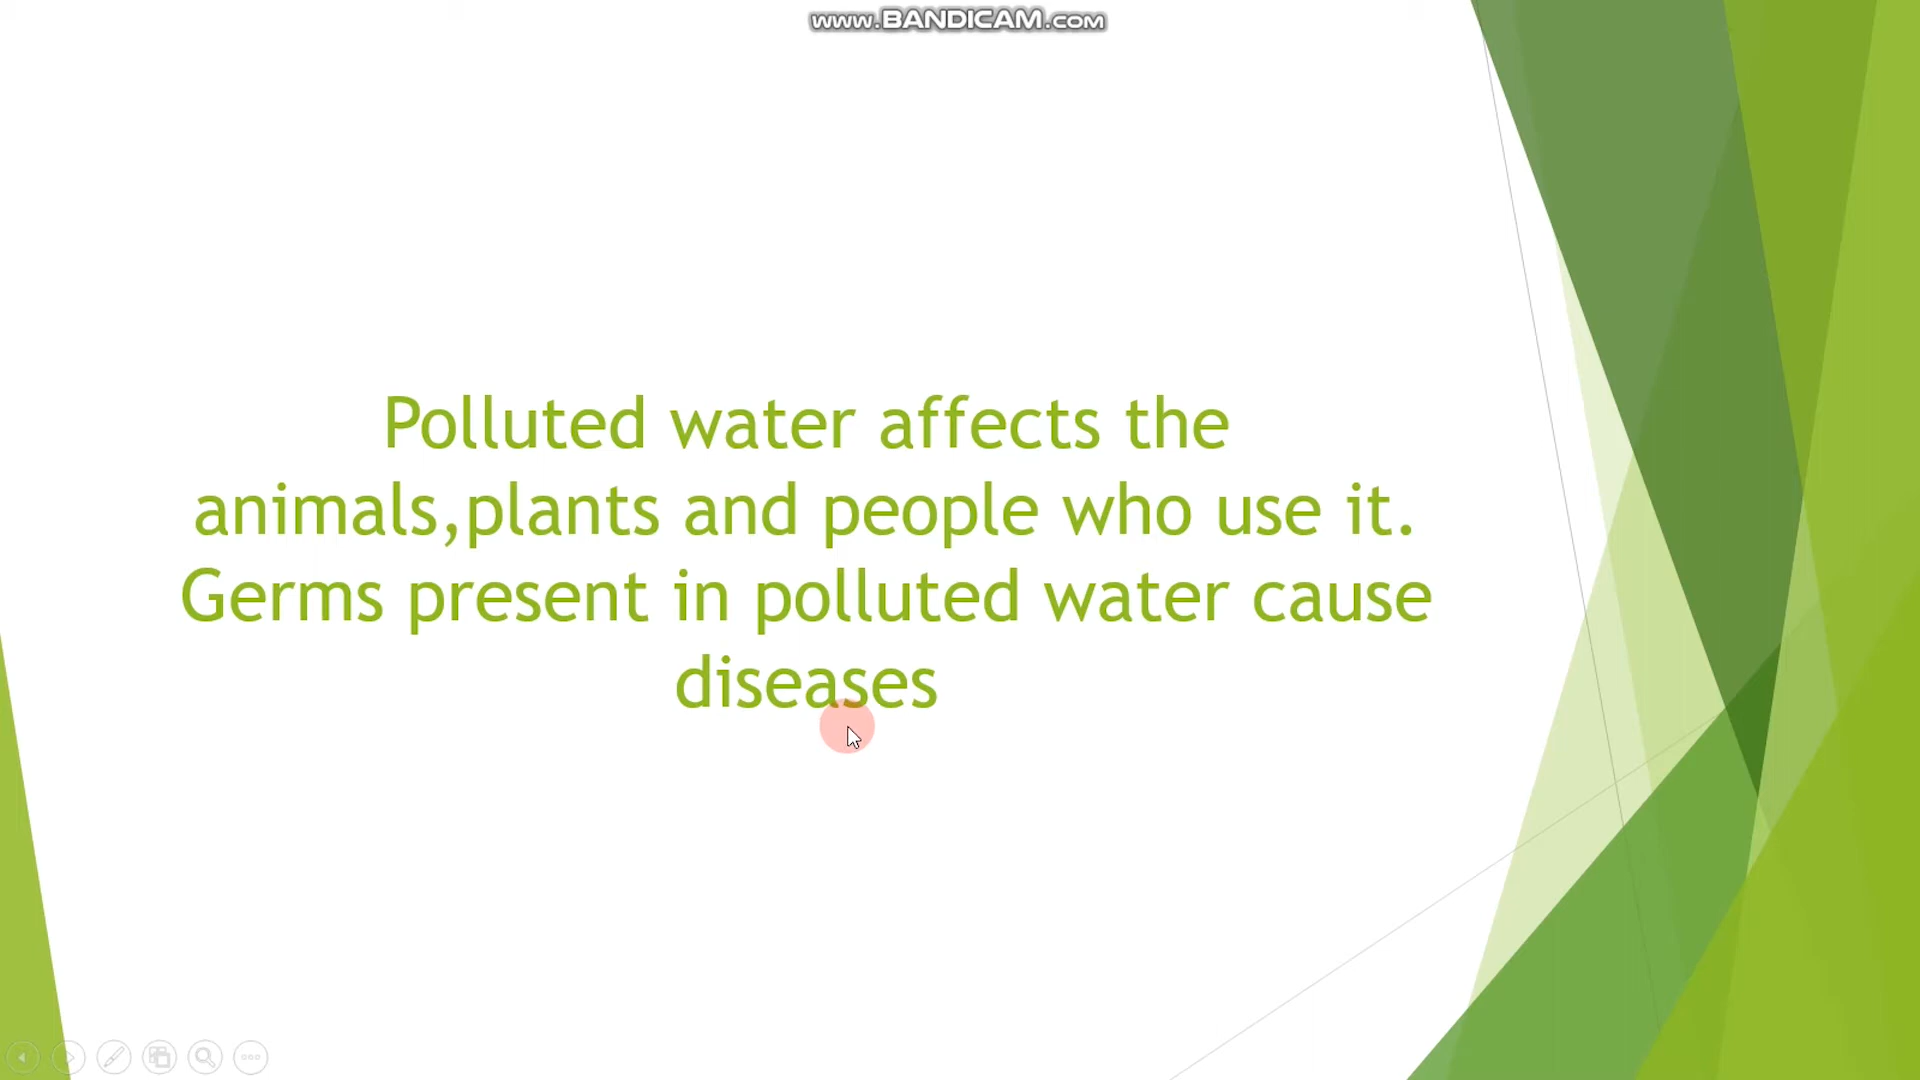 www.BANDICAM.com
Polluted water affects the
animals,plants and people who use it.
Germs present in polluted water cause
diseases